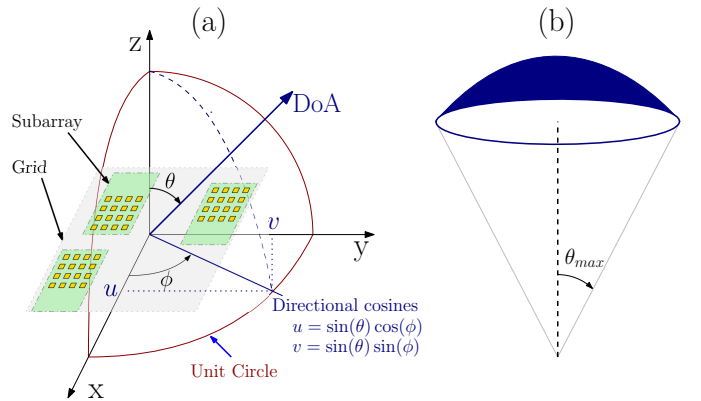 (a)
(b)
z
DoA
Subarray
Grid
θ
v
y
u
ϕ
Directional cosines
u = sin(θ) cos(ϕ)
v = sin(θ) sin(ϕ)
Unit Circle
x
θmax